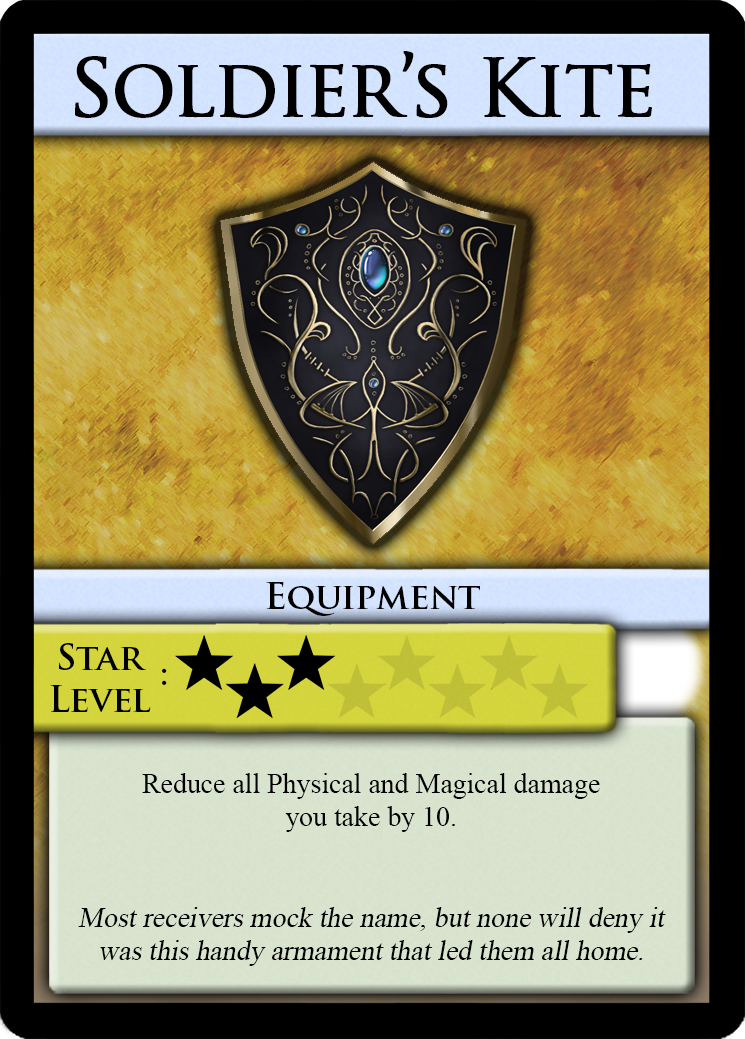 Soldier's Kite
Equipment
Star
Level :
Reduce all Physical and Magical damage
you take by 10.
Most receivers mock the name, but none will deny it
was this handy armament that led them all home.